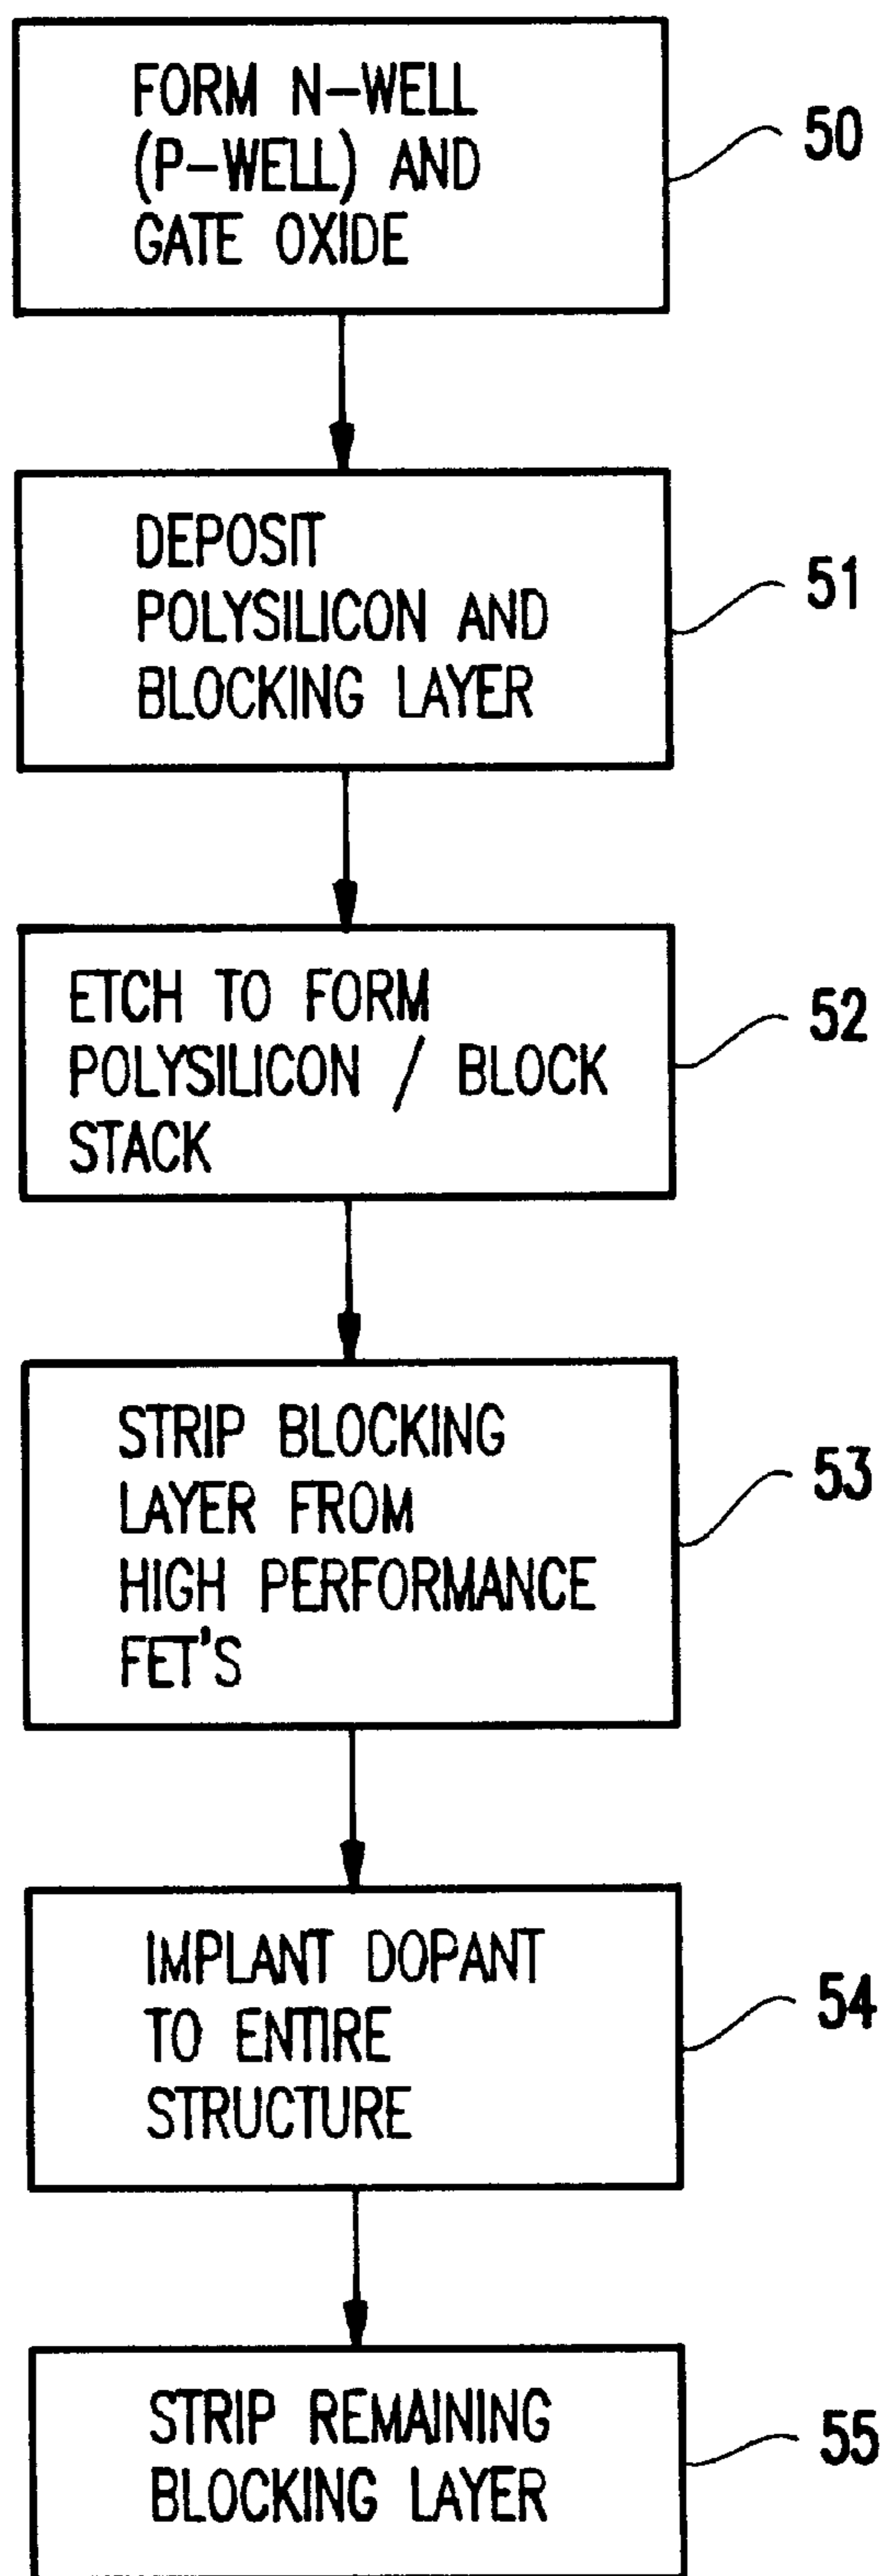 FORM N-WELL
(P-WELL) AND
GATE OXIDE
50
DEPOSIT
POLYSILICON AND
BLOCKING LAYER
51
ETCH TO FORM
POLYSILICON / BLOCK
STACK
52
STRIP BLOCKING
LAYER FROM
HIGH PERFORMANCE
FET'S
53
IMPLANT DOPANT
TO ENTIRE
STRUCTURE
54
STRIP REMAINING
BLOCKING LAYER
55